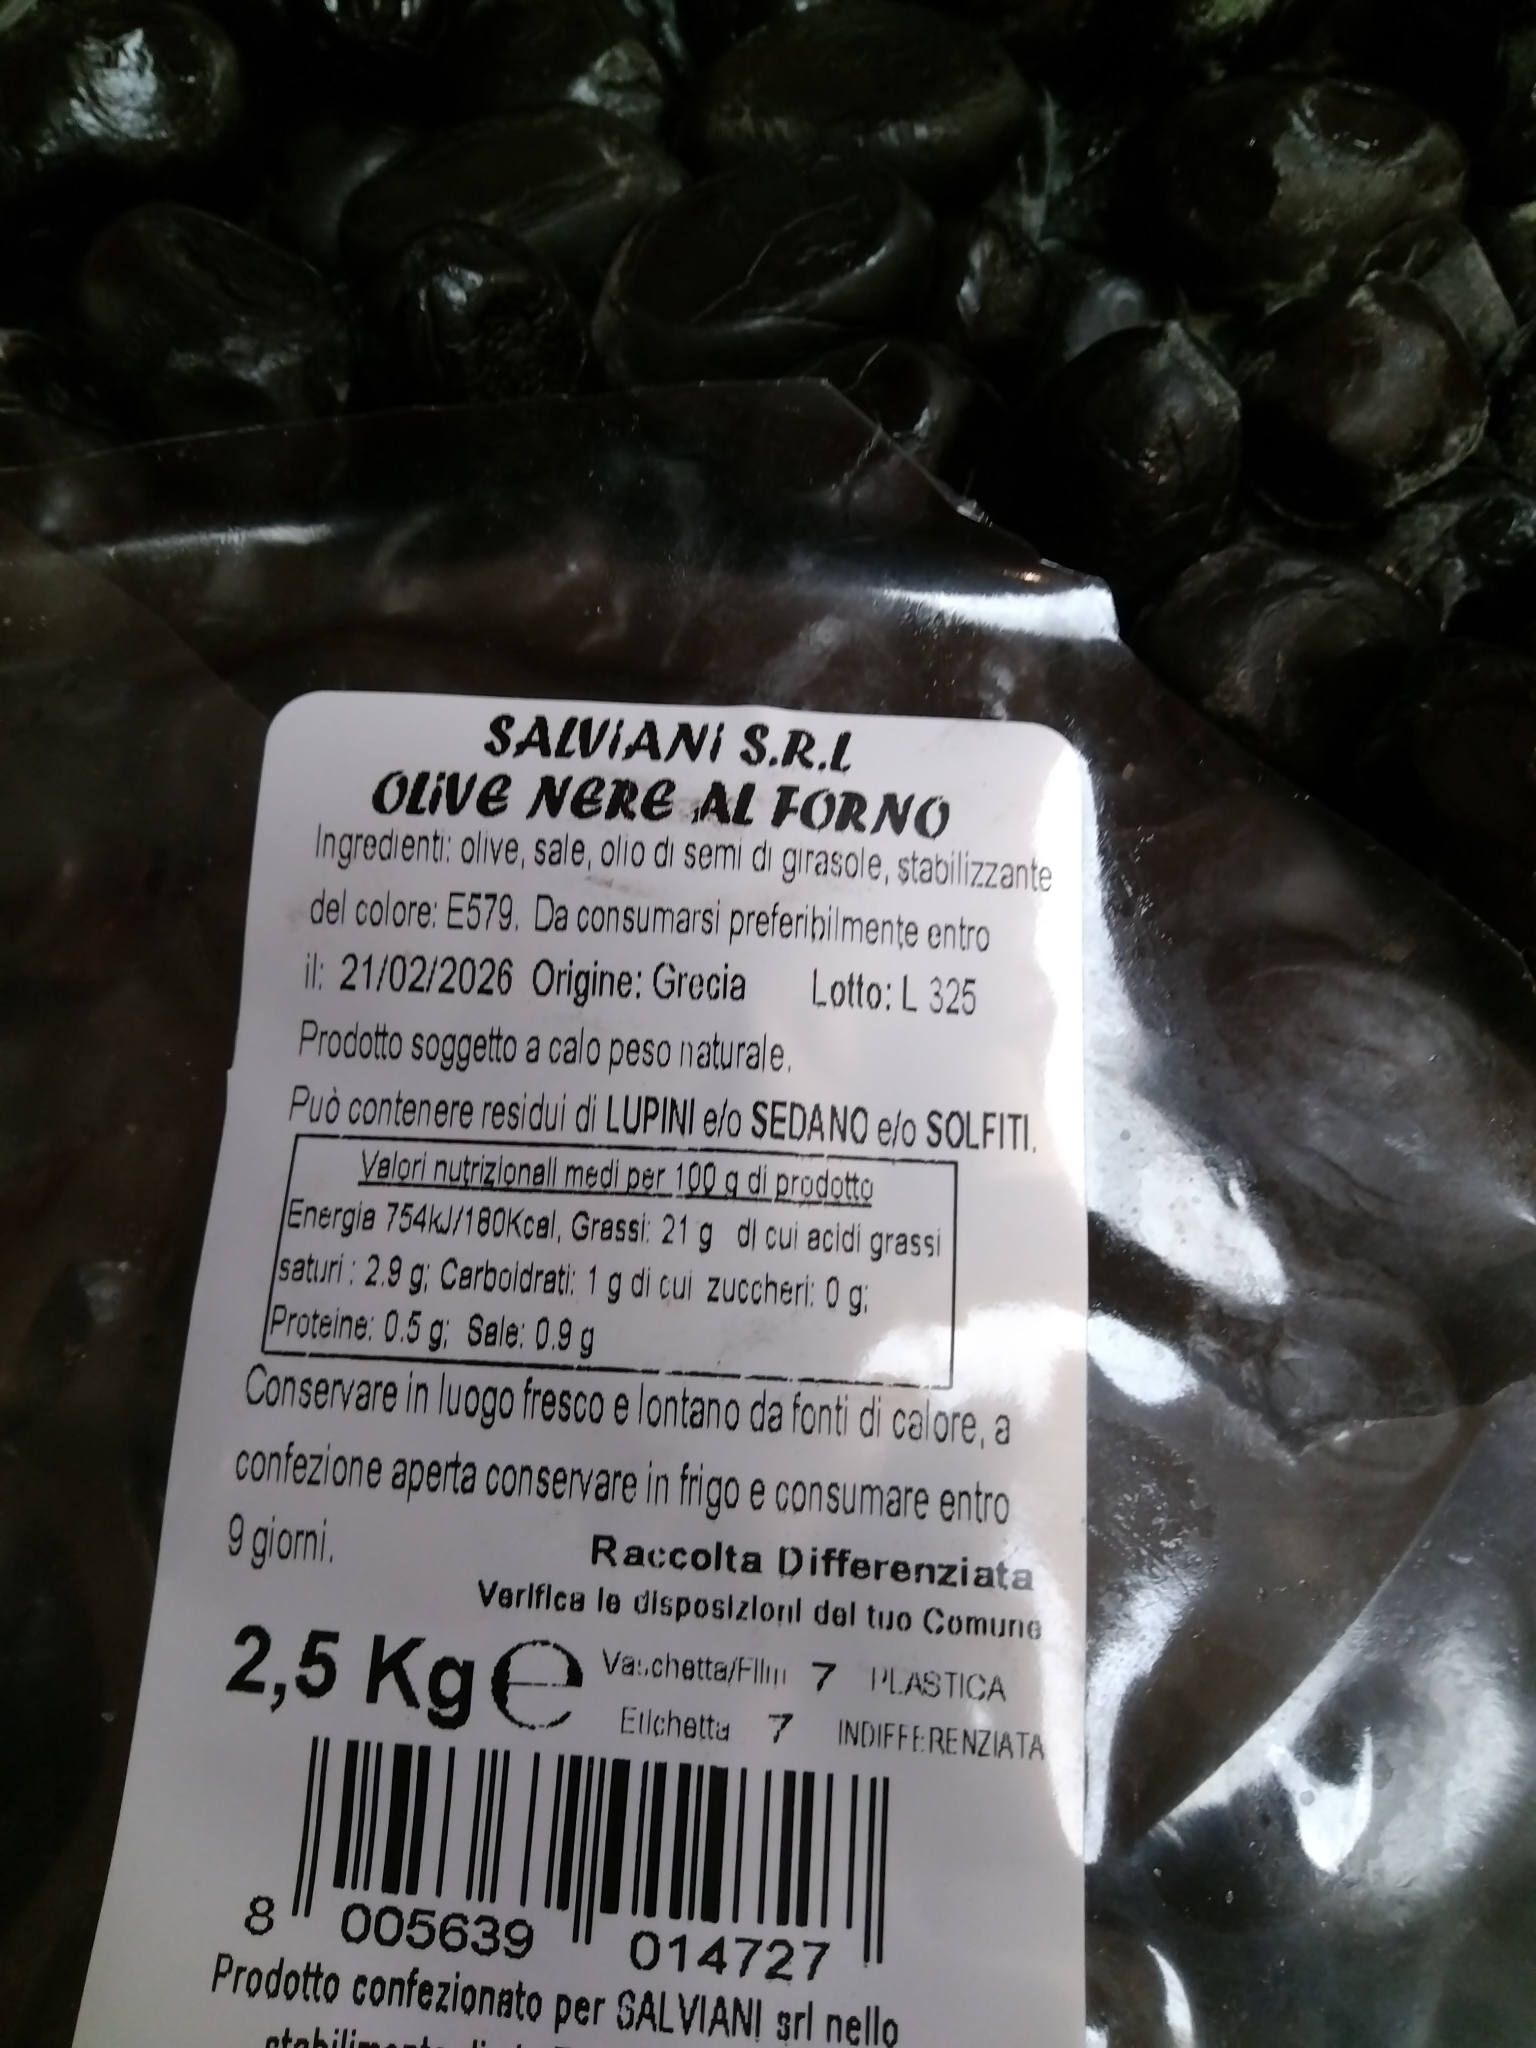 SALViANi S.R.L
OLiVE NERE AL FORNO
Ingredienti: olive, sale, olio di semi di girasole, stabilizzante
del colore: E579. Da consumarsi preferibilmente entro
il: 21/02/2026 Origine: Grecia Lotto: L 325
Prodotto soggetto a calo peso naturale.
Può contenere residui di LUPINI e/o SEDANO e/o SOLFITI.
Valori nutrizionali medi per 100 g di prodotto
Energia 754kJ/180Kcal, Grassi: 21 g di cui acidi grassi
saturi : 2.9 g; Carboidrati: 1 g di cui zuccheri: 0 g;
Proteine: 0.5 g; Sale: 0.9 g
Conservare in luogo fresco e lontano da fonti di calore, a
confezione aperta conservare in frigo e consumare entro
9 giorni.
Raccolta Differenziata
Verifica le disposizioni del tuo Comune
2,5 Kg e
Vaschetta/Film 7 PLASTICA
Etichetta 7 INDIFFERENZIATA
8 005639 014727
Prodotto confezionato per SALVIANI srl nello